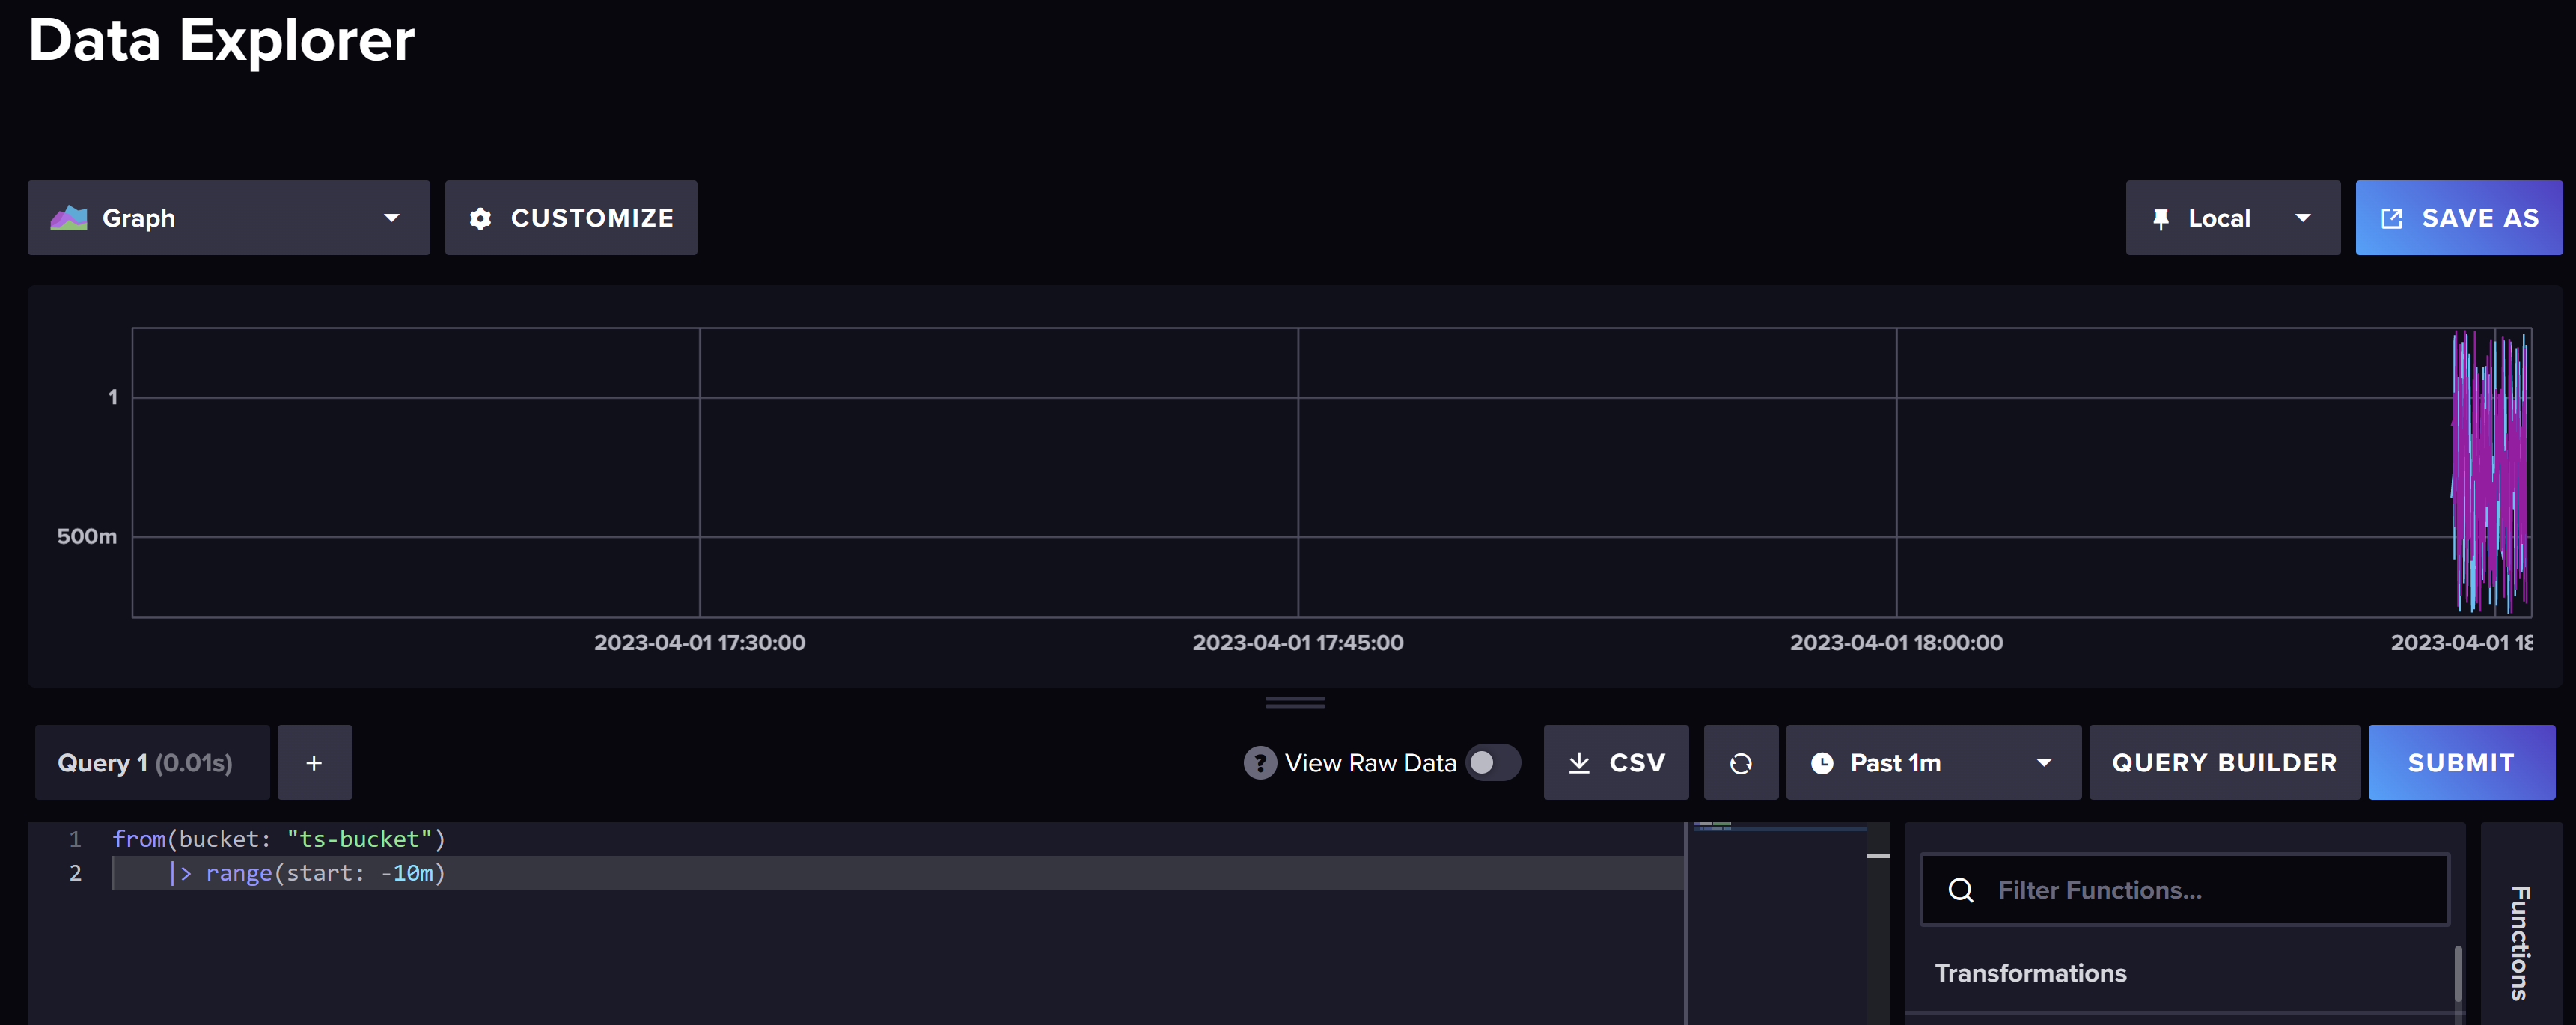 Data Explorer
Graph
CUSTOMIZE
Local
SAVE AS
1
500m
2023-04-01 17:30:00
2023-04-01 17:45:00
2023-04-01 18:00:00
2023-04-01 18
Query 1 (0.01s)
+
? View Raw Data
CSV
Past 1m
QUERY BUILDER
SUBMIT
1 from(bucket: "ts-bucket")
2 |> range(start: -10m)
Filter Functions...
Transformations
Functions